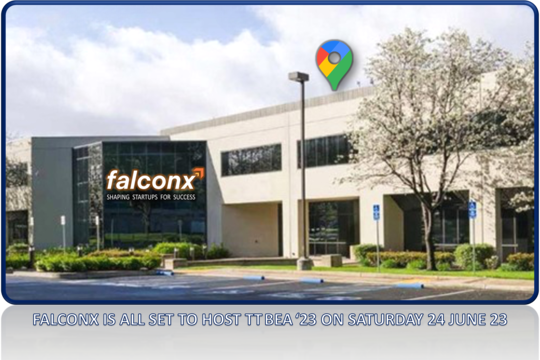 falconx
SHAPING STARTUPS FOR SUCCESS
FALCONX IS ALL SET TO HOST TT BEA '23 ON SATURDAY 24 JUNE 23